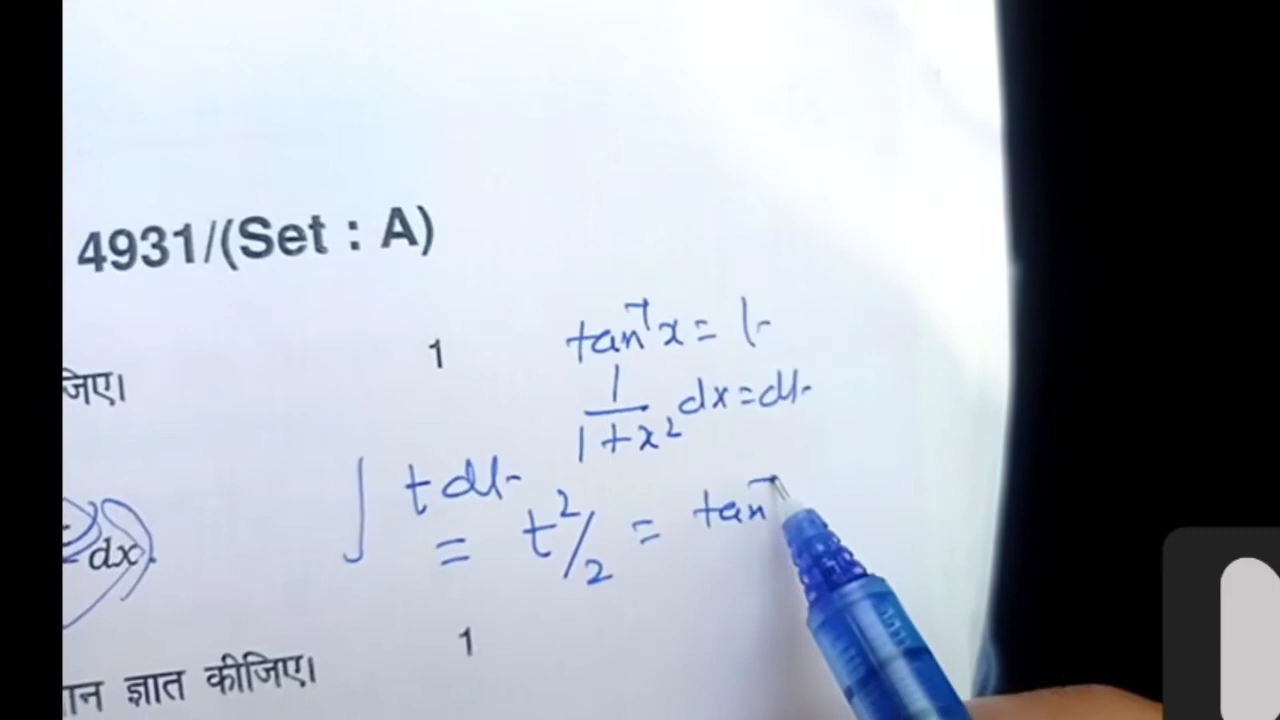 4931/(Set : A)
1
tan⁻¹x = t
जिए।
1/1+x² dx = dt
∫ t dt
= t²/2 = tan⁻
dx
1
ज्ञात कीजिए।